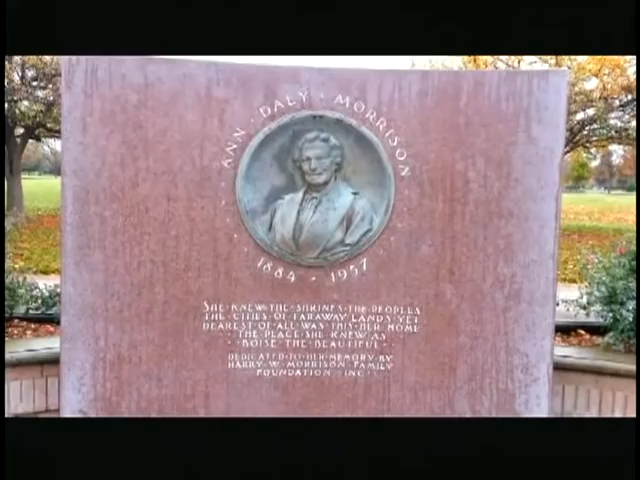 ANN · DALY · MORRISON
1884 · 1957
SHE · KNEW · THE · SHRINES · THE · PEOPLES
THE · CITIES · OF · FARAWAY · LANDS · YET
DEAREST · OF · ALL · WAS · THIS · HER · HOME
· THE · PLACE · SHE · KNEW · AS ·
· BOISE · THE · BEAUTIFUL ·
DEDICATED · TO · HER · MEMORY · BY
HARRY · W · MORRISON · FAMILY
FOUNDATION · INC ·